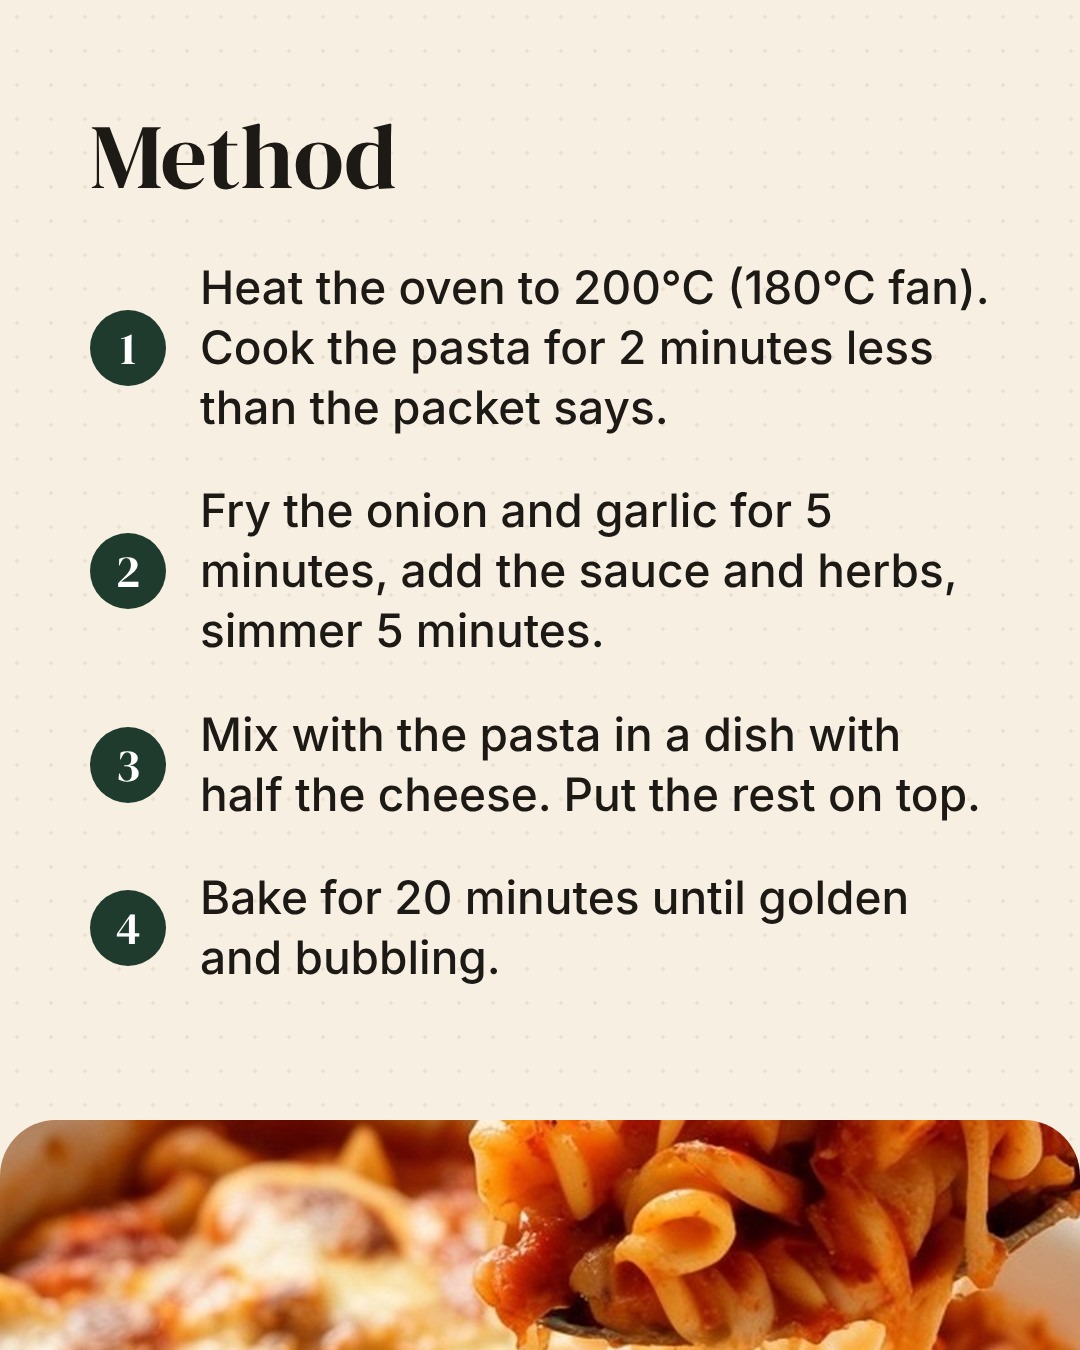 Method
1
Heat the oven to 200°C (180°C fan).
Cook the pasta for 2 minutes less
than the packet says.
2
Fry the onion and garlic for 5
minutes, add the sauce and herbs,
simmer 5 minutes.
3
Mix with the pasta in a dish with
half the cheese. Put the rest on top.
4
Bake for 20 minutes until golden
and bubbling.